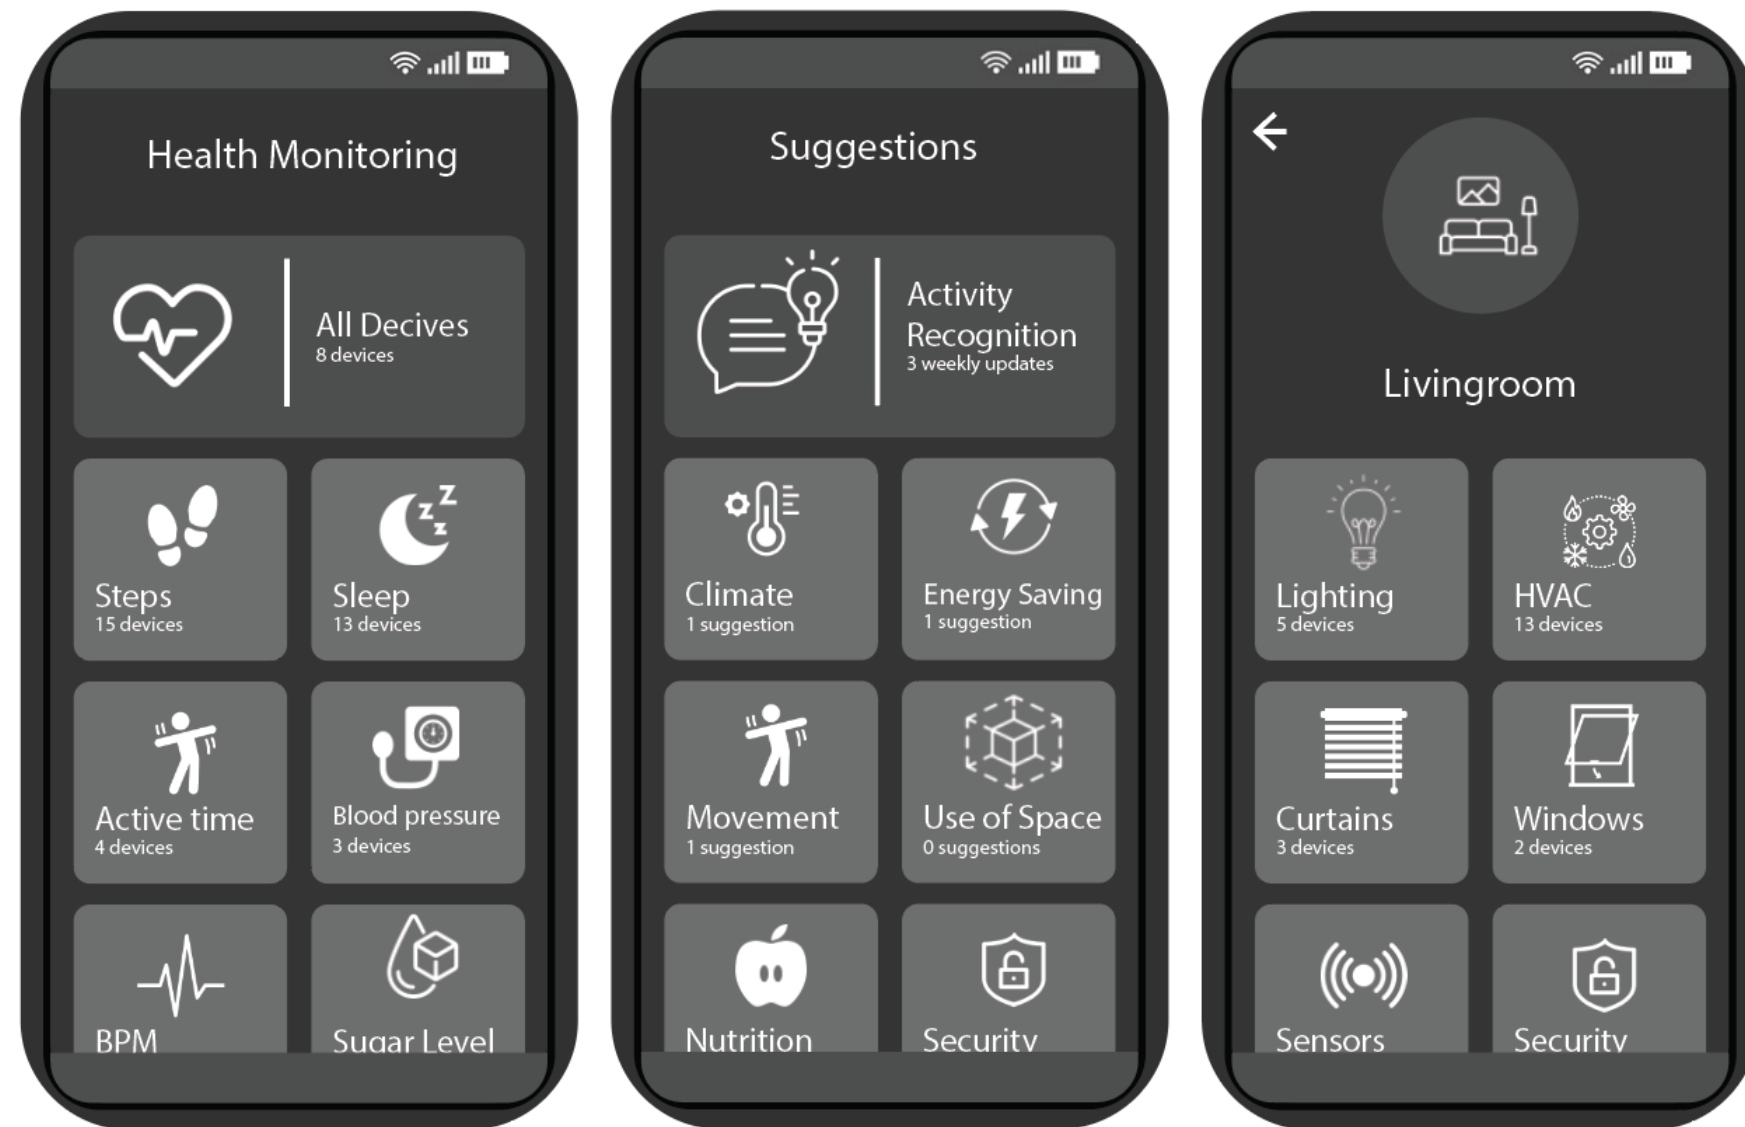 Health Monitoring
All Decives
8 devices
Steps
15 devices
Sleep
13 devices
Active time
4 devices
Blood pressure
3 devices
BPM
Sugar Level
Suggestions
Activity
Recognition
3 weekly updates
Climate
1 suggestion
Energy Saving
1 suggestion
Movement
1 suggestion
Use of Space
0 suggestions
Nutrition
Security
Livingroom
Lighting
5 devices
HVAC
13 devices
Curtains
3 devices
Windows
2 devices
Sensors
Security